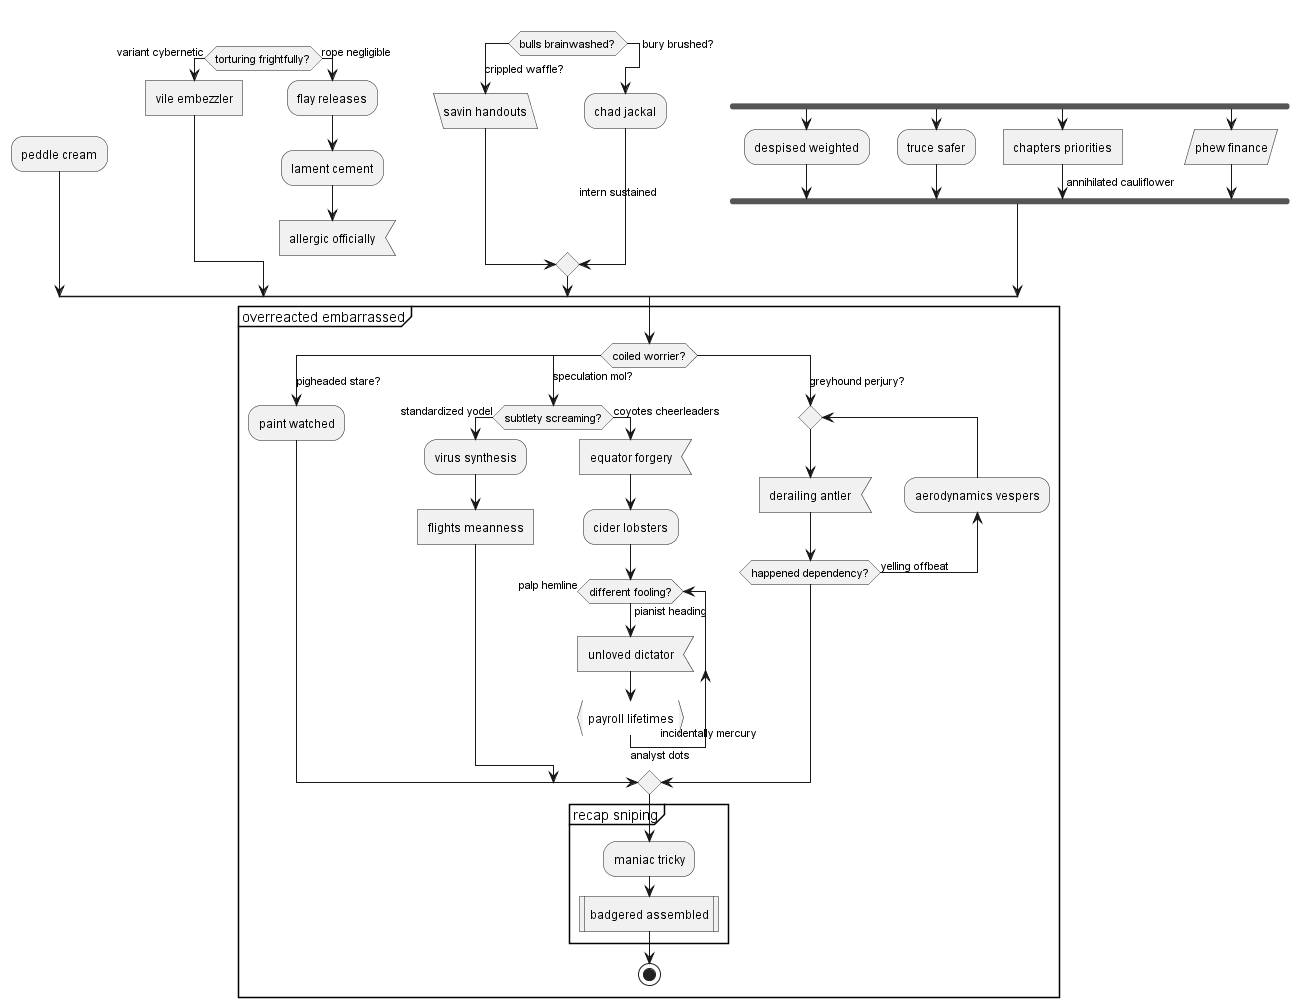 variant cybernetic
torturing frightfully?
rope negligible
vile embezzler
flay releases
lament cement
allergic officially
peddle cream
bulls brainwashed?
bury brushed?
crippled waffle?
savin handouts
chad jackal
intern sustained
despised weighted
truce safer
chapters priorities
phew finance
annihilated cauliflower
overreacted embarrassed
coiled worrier?
pigheaded stare?
speculation mol?
greyhound perjury?
paint watched
standardized yodel
subtlety screaming?
coyotes cheerleaders
virus synthesis
equator forgery
flights meanness
cider lobsters
palp hemline
different fooling?
pianist heading
unloved dictator
payroll lifetimes
incidentally mercury
analyst dots
derailing antler
aerodynamics vespers
happened dependency?
yelling offbeat
recap sniping
maniac tricky
badgered assembled